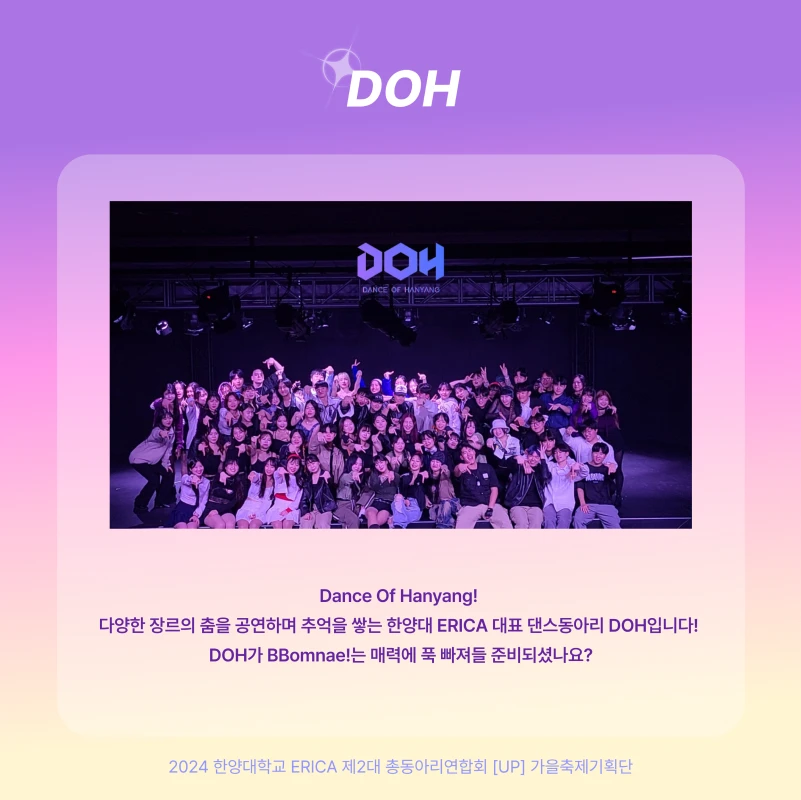 DOH
DOH
DANCE OF HANYANG
Dance Of Hanyang!
다양한 장르의 춤을 공연하며 추억을 쌓는 한양대 ERICA 대표 댄스동아리 DOH입니다!
DOH가 BBomnae!는 매력에 푹 빠져들 준비되셨나요?
2024 한양대학교 ERICA 제2대 총동아리연합회 [UP] 가을축제기획단